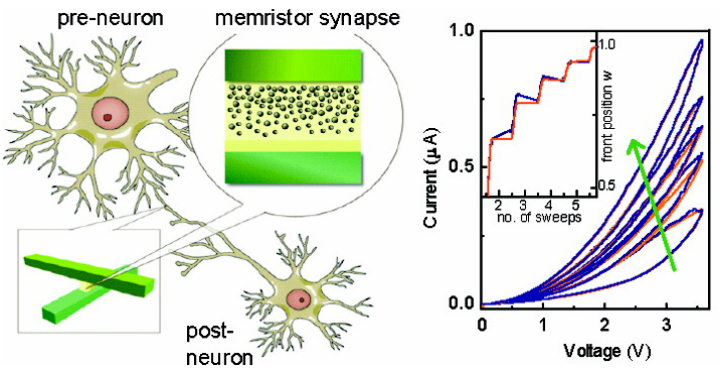 pre-neuron
memristor synapse
post-
neuron
1.0
0.5
0.0
Current (µA)
0
1
2
3
Voltage (V)
2
3
4
5
no. of sweeps
1.0
0.5
front position w